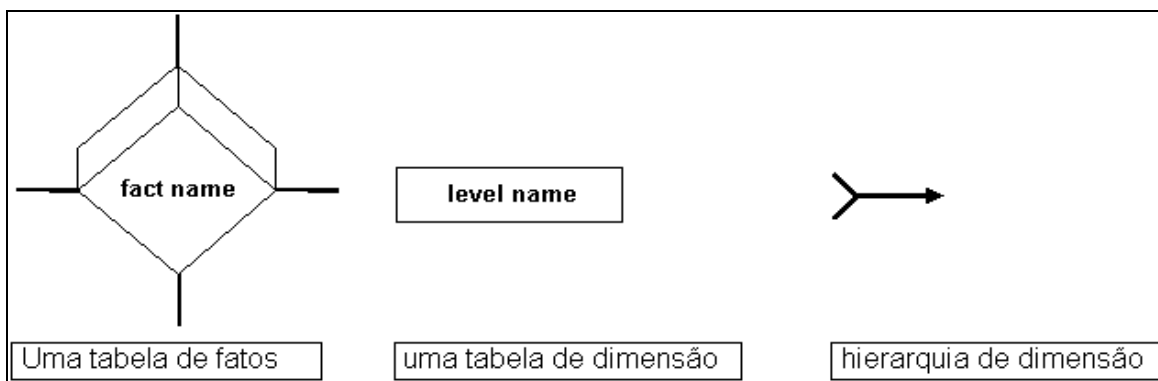 fact name
level name
Uma tabela de fatos
uma tabela de dimensão
hierarquia de dimensão